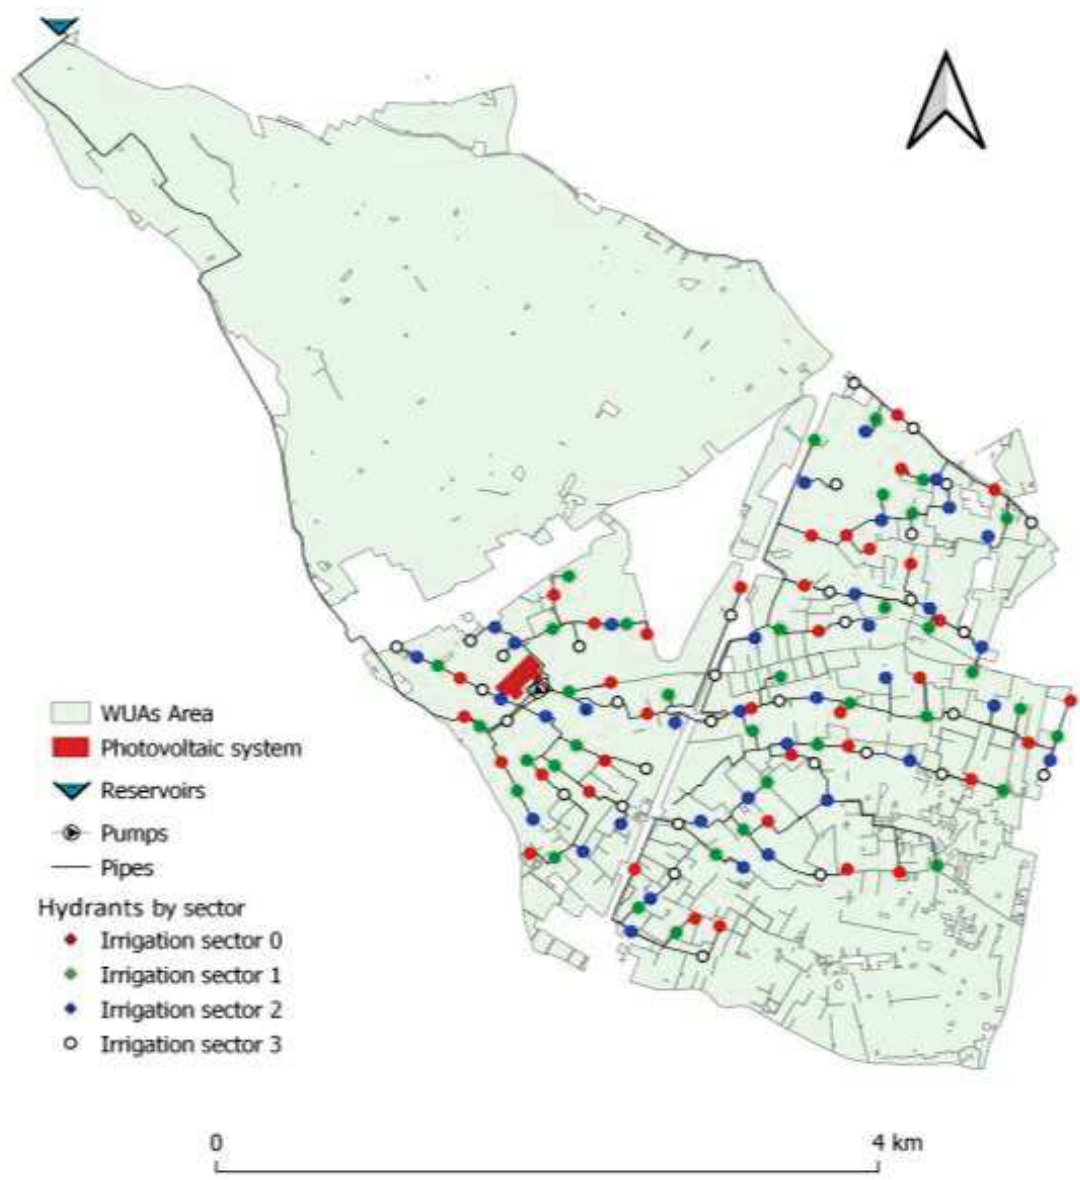 WUAs Area
Photovoltaic system
Reservoirs
Pumps
Pipes
Hydrants by sector
Irrigation sector 0
Irrigation sector 1
Irrigation sector 2
Irrigation sector 3
0 4 km